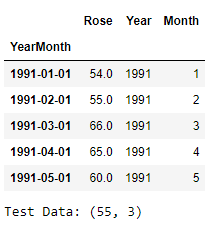 Rose Year Month
YearMonth
1991-01-01 54.0 1991 1
1991-02-01 55.0 1991 2
1991-03-01 66.0 1991 3
1991-04-01 65.0 1991 4
1991-05-01 60.0 1991 5
Test Data: (55, 3)